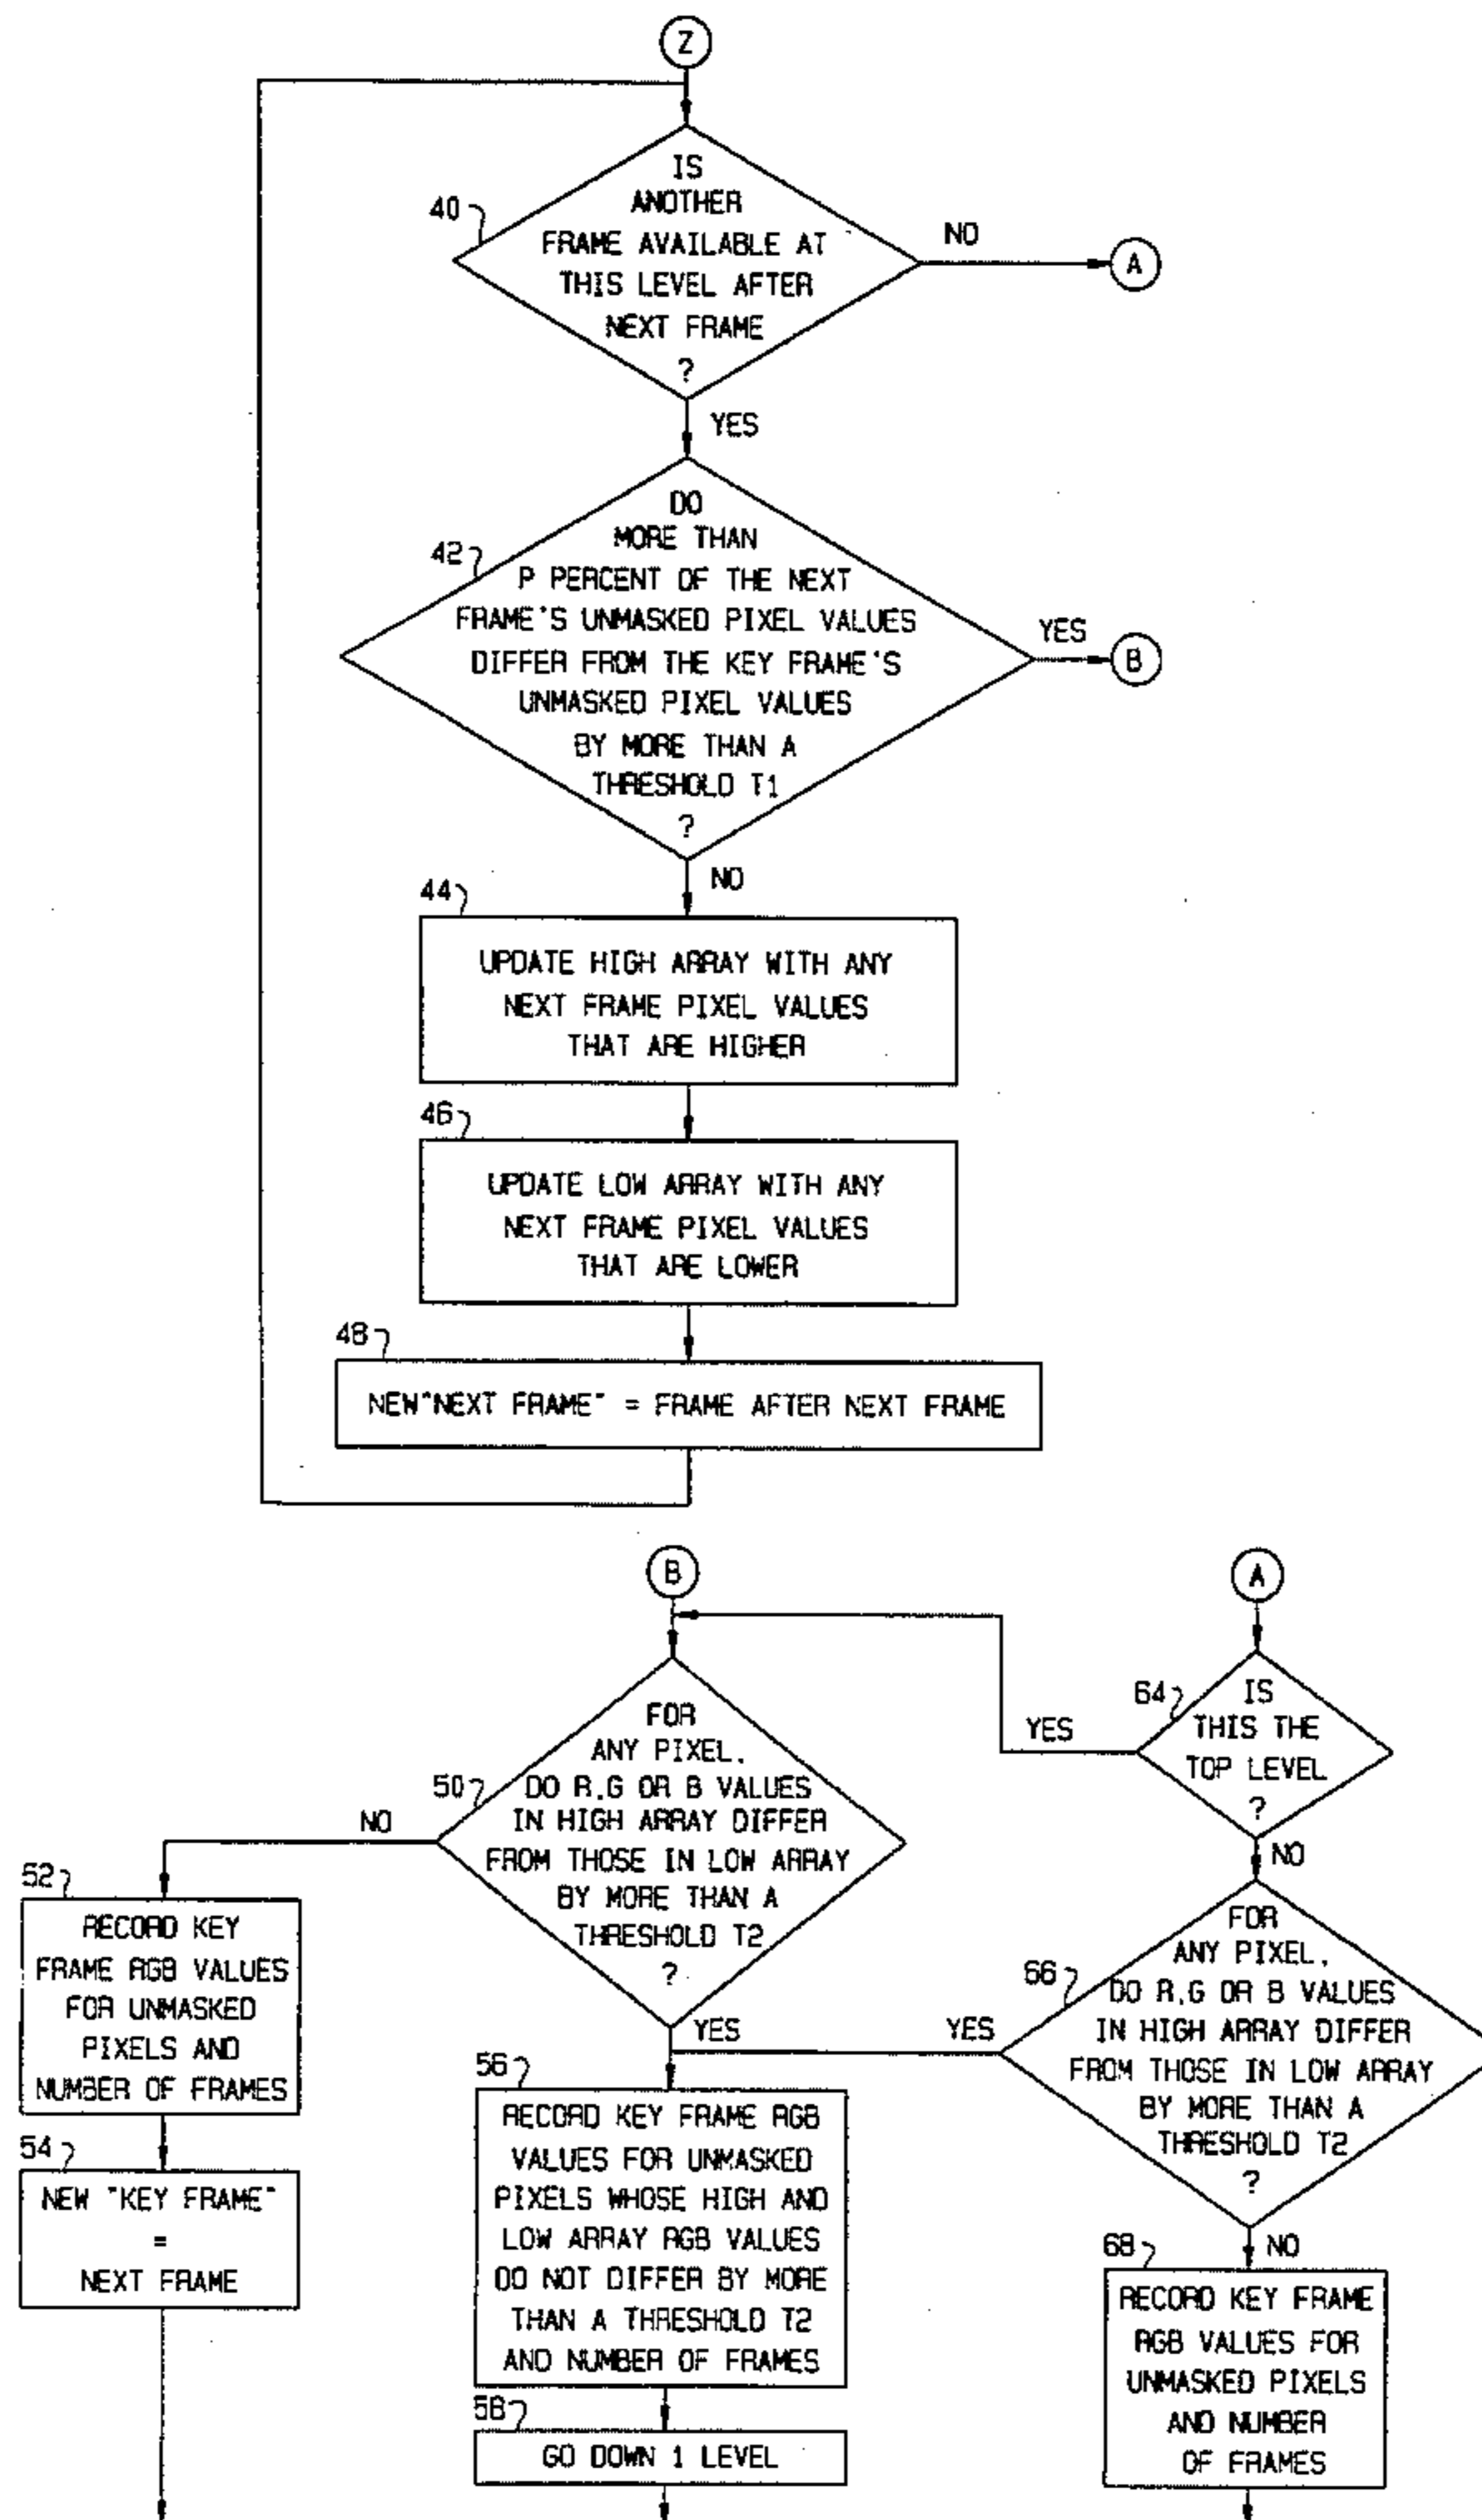 Z
IS
ANOTHER
FRAME AVAILABLE AT
THIS LEVEL AFTER
NEXT FRAME
?
40
NO
A
YES
DO
MORE THAN
P PERCENT OF THE NEXT
FRAME'S UNMASKED PIXEL VALUES
DIFFER FROM THE KEY FRAME'S
UNMASKED PIXEL VALUES
BY MORE THAN A
THRESHOLD T1
?
42
YES
B
NO
44
UPDATE HIGH ARRAY WITH ANY
NEXT FRAME PIXEL VALUES
THAT ARE HIGHER
46
UPDATE LOW ARRAY WITH ANY
NEXT FRAME PIXEL VALUES
THAT ARE LOWER
48
NEW"NEXT FRAME" = FRAME AFTER NEXT FRAME
B
FOR
ANY PIXEL,
DO R,G OR B VALUES
IN HIGH ARRAY DIFFER
FROM THOSE IN LOW ARRAY
BY MORE THAN A
THRESHOLD T2
?
50
NO
YES
52
RECORD KEY
FRAME RGB VALUES
FOR UNMASKED
PIXELS AND
NUMBER OF FRAMES
54
NEW "KEY FRAME"
=
NEXT FRAME
56
RECORD KEY FRAME RGB
VALUES FOR UNMASKED
PIXELS WHOSE HIGH AND
LOW ARRAY RGB VALUES
DO NOT DIFFER BY MORE
THAN A THRESHOLD T2
AND NUMBER OF FRAMES
58
GO DOWN 1 LEVEL
A
64
IS
THIS THE
TOP LEVEL
?
YES
NO
66
FOR
ANY PIXEL,
DO R,G OR B VALUES
IN HIGH ARRAY DIFFER
FROM THOSE IN LOW ARRAY
BY MORE THAN A
THRESHOLD T2
?
YES
NO
68
RECORD KEY FRAME
RGB VALUES FOR
UNMASKED PIXELS
AND NUMBER
OF FRAMES